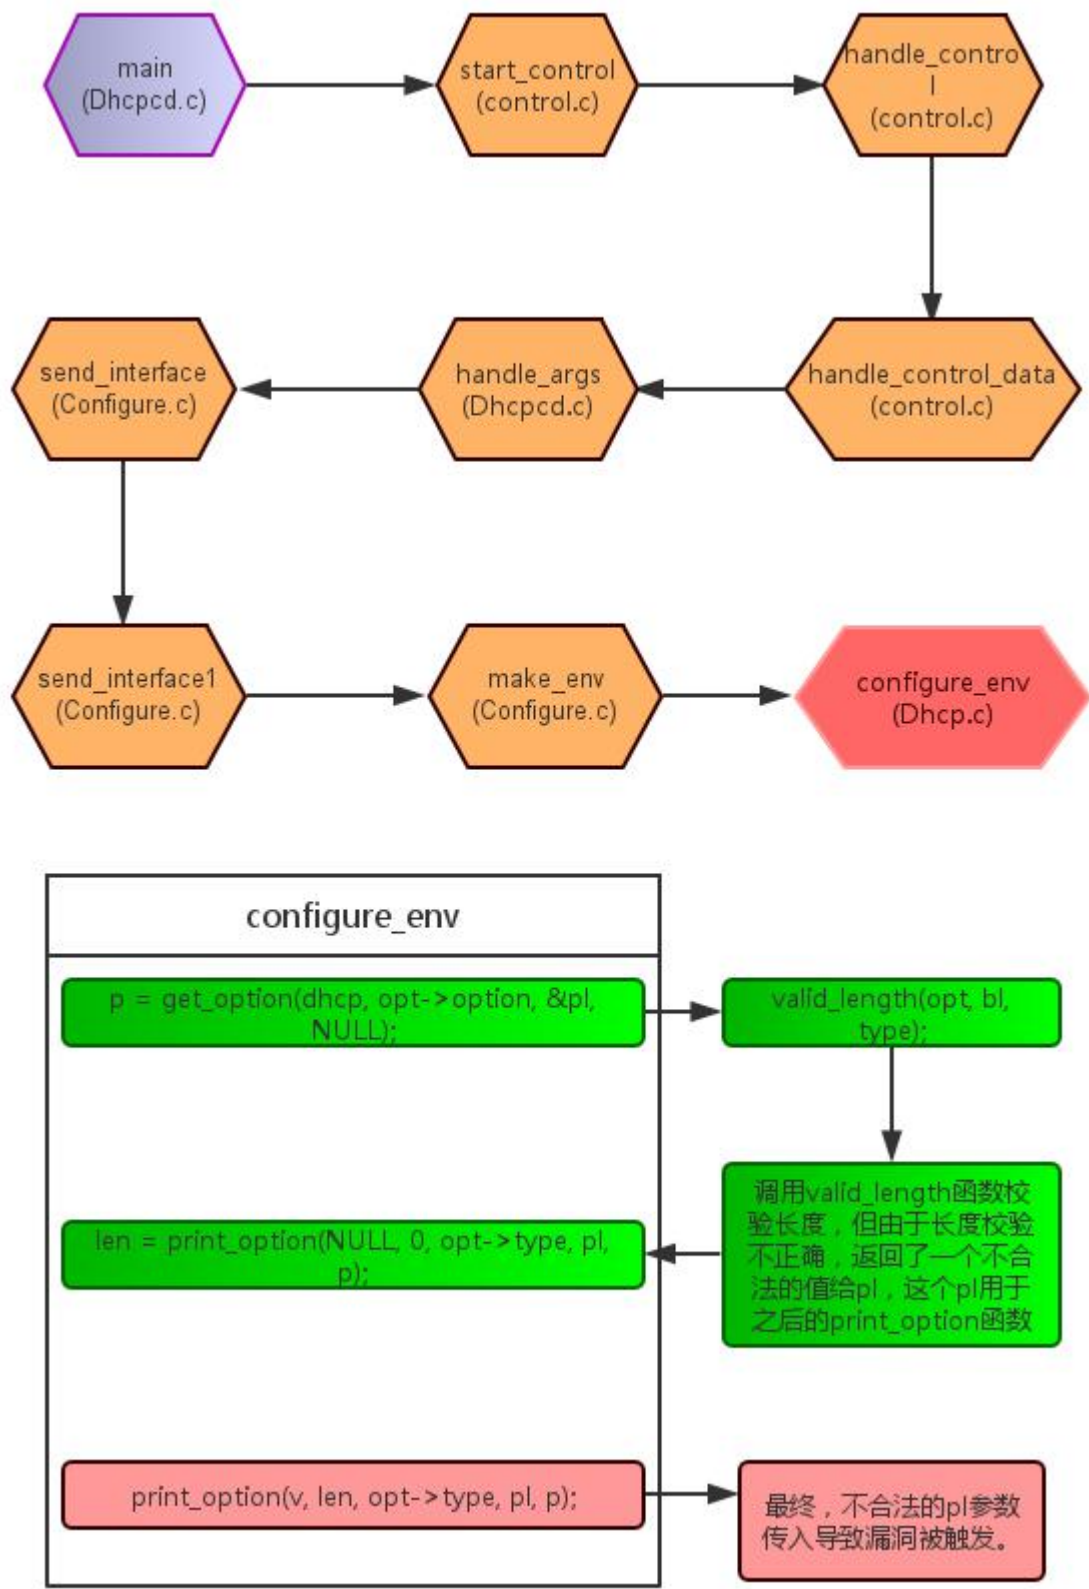 main
(Dhcpcd.c)
start_control
(control.c)
handle_contro
l
(control.c)
send_interface
(Configure.c)
handle_args
(Dhcpcd.c)
handle_control_data
(control.c)
send_interface1
(Configure.c)
make_env
(Configure.c)
configure_env
(Dhcp.c)
configure_env
p = get_option(dhcp, opt->option, &pl,
NULL);
valid_length(opt, bl,
type);
调用valid_length函数校
验长度，但由于长度校验
不正确，返回了一个不合
法的值给pl，这个pl用于
之后的print_option函数
len = print_option(NULL, 0, opt->type, pl,
p);
print_option(v, len, opt->type, pl, p);
最终，不合法的pl参数
传入导致漏洞被触发。